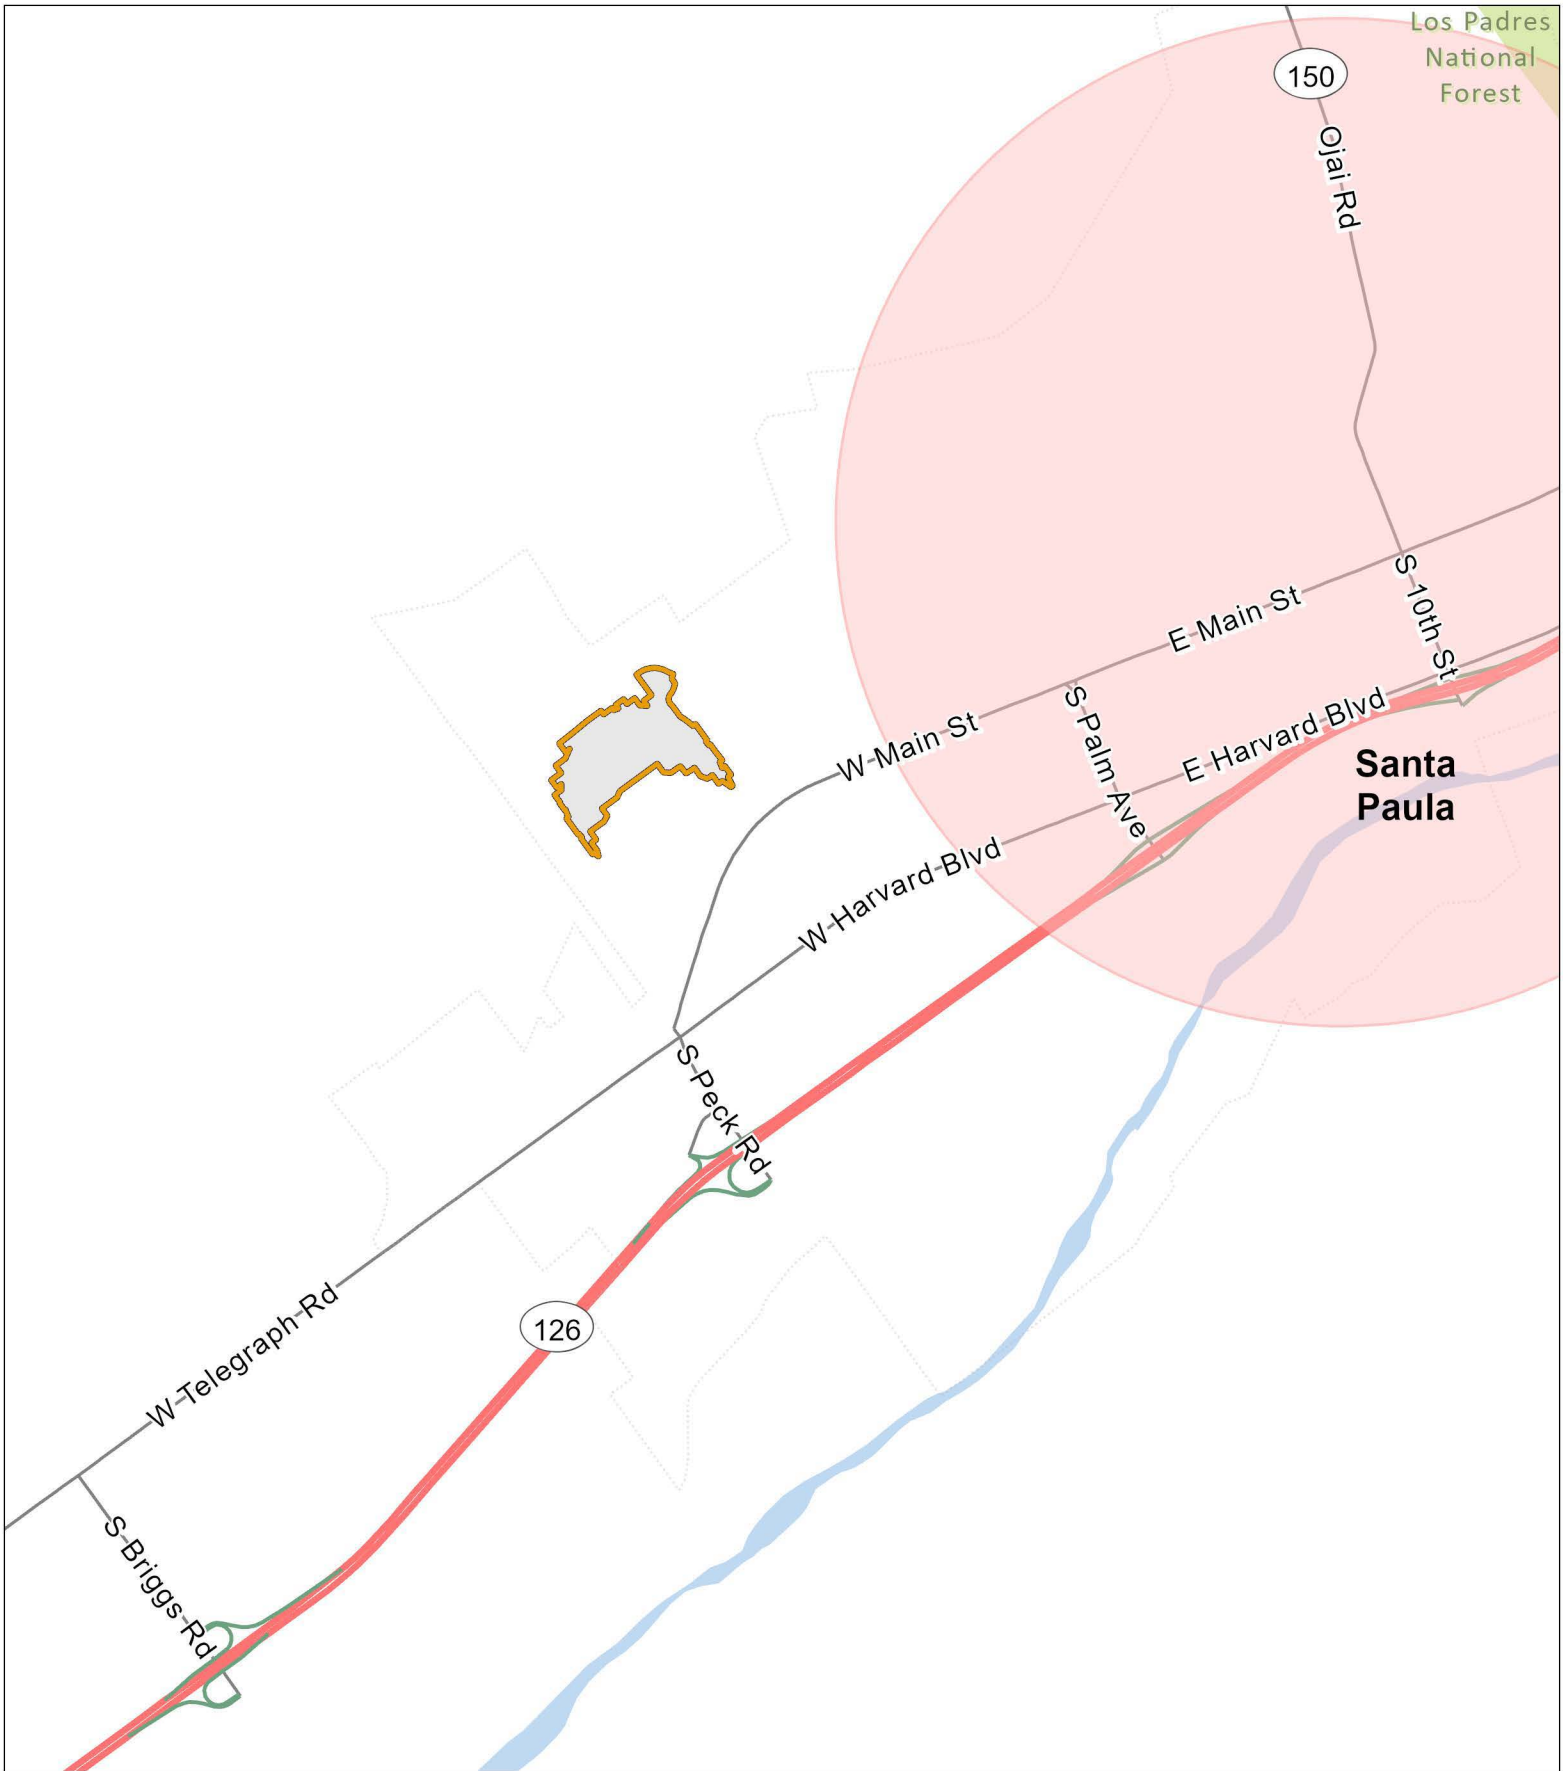 Los Padres
National
Forest
150
Ojai Rd
S 10th St
E Main St
S Palm Ave
W Main St
E Harvard Blvd
Santa
Paula
W Harvard Blvd
S Peck Rd
126
W Telegraph Rd
S Briggs Rd